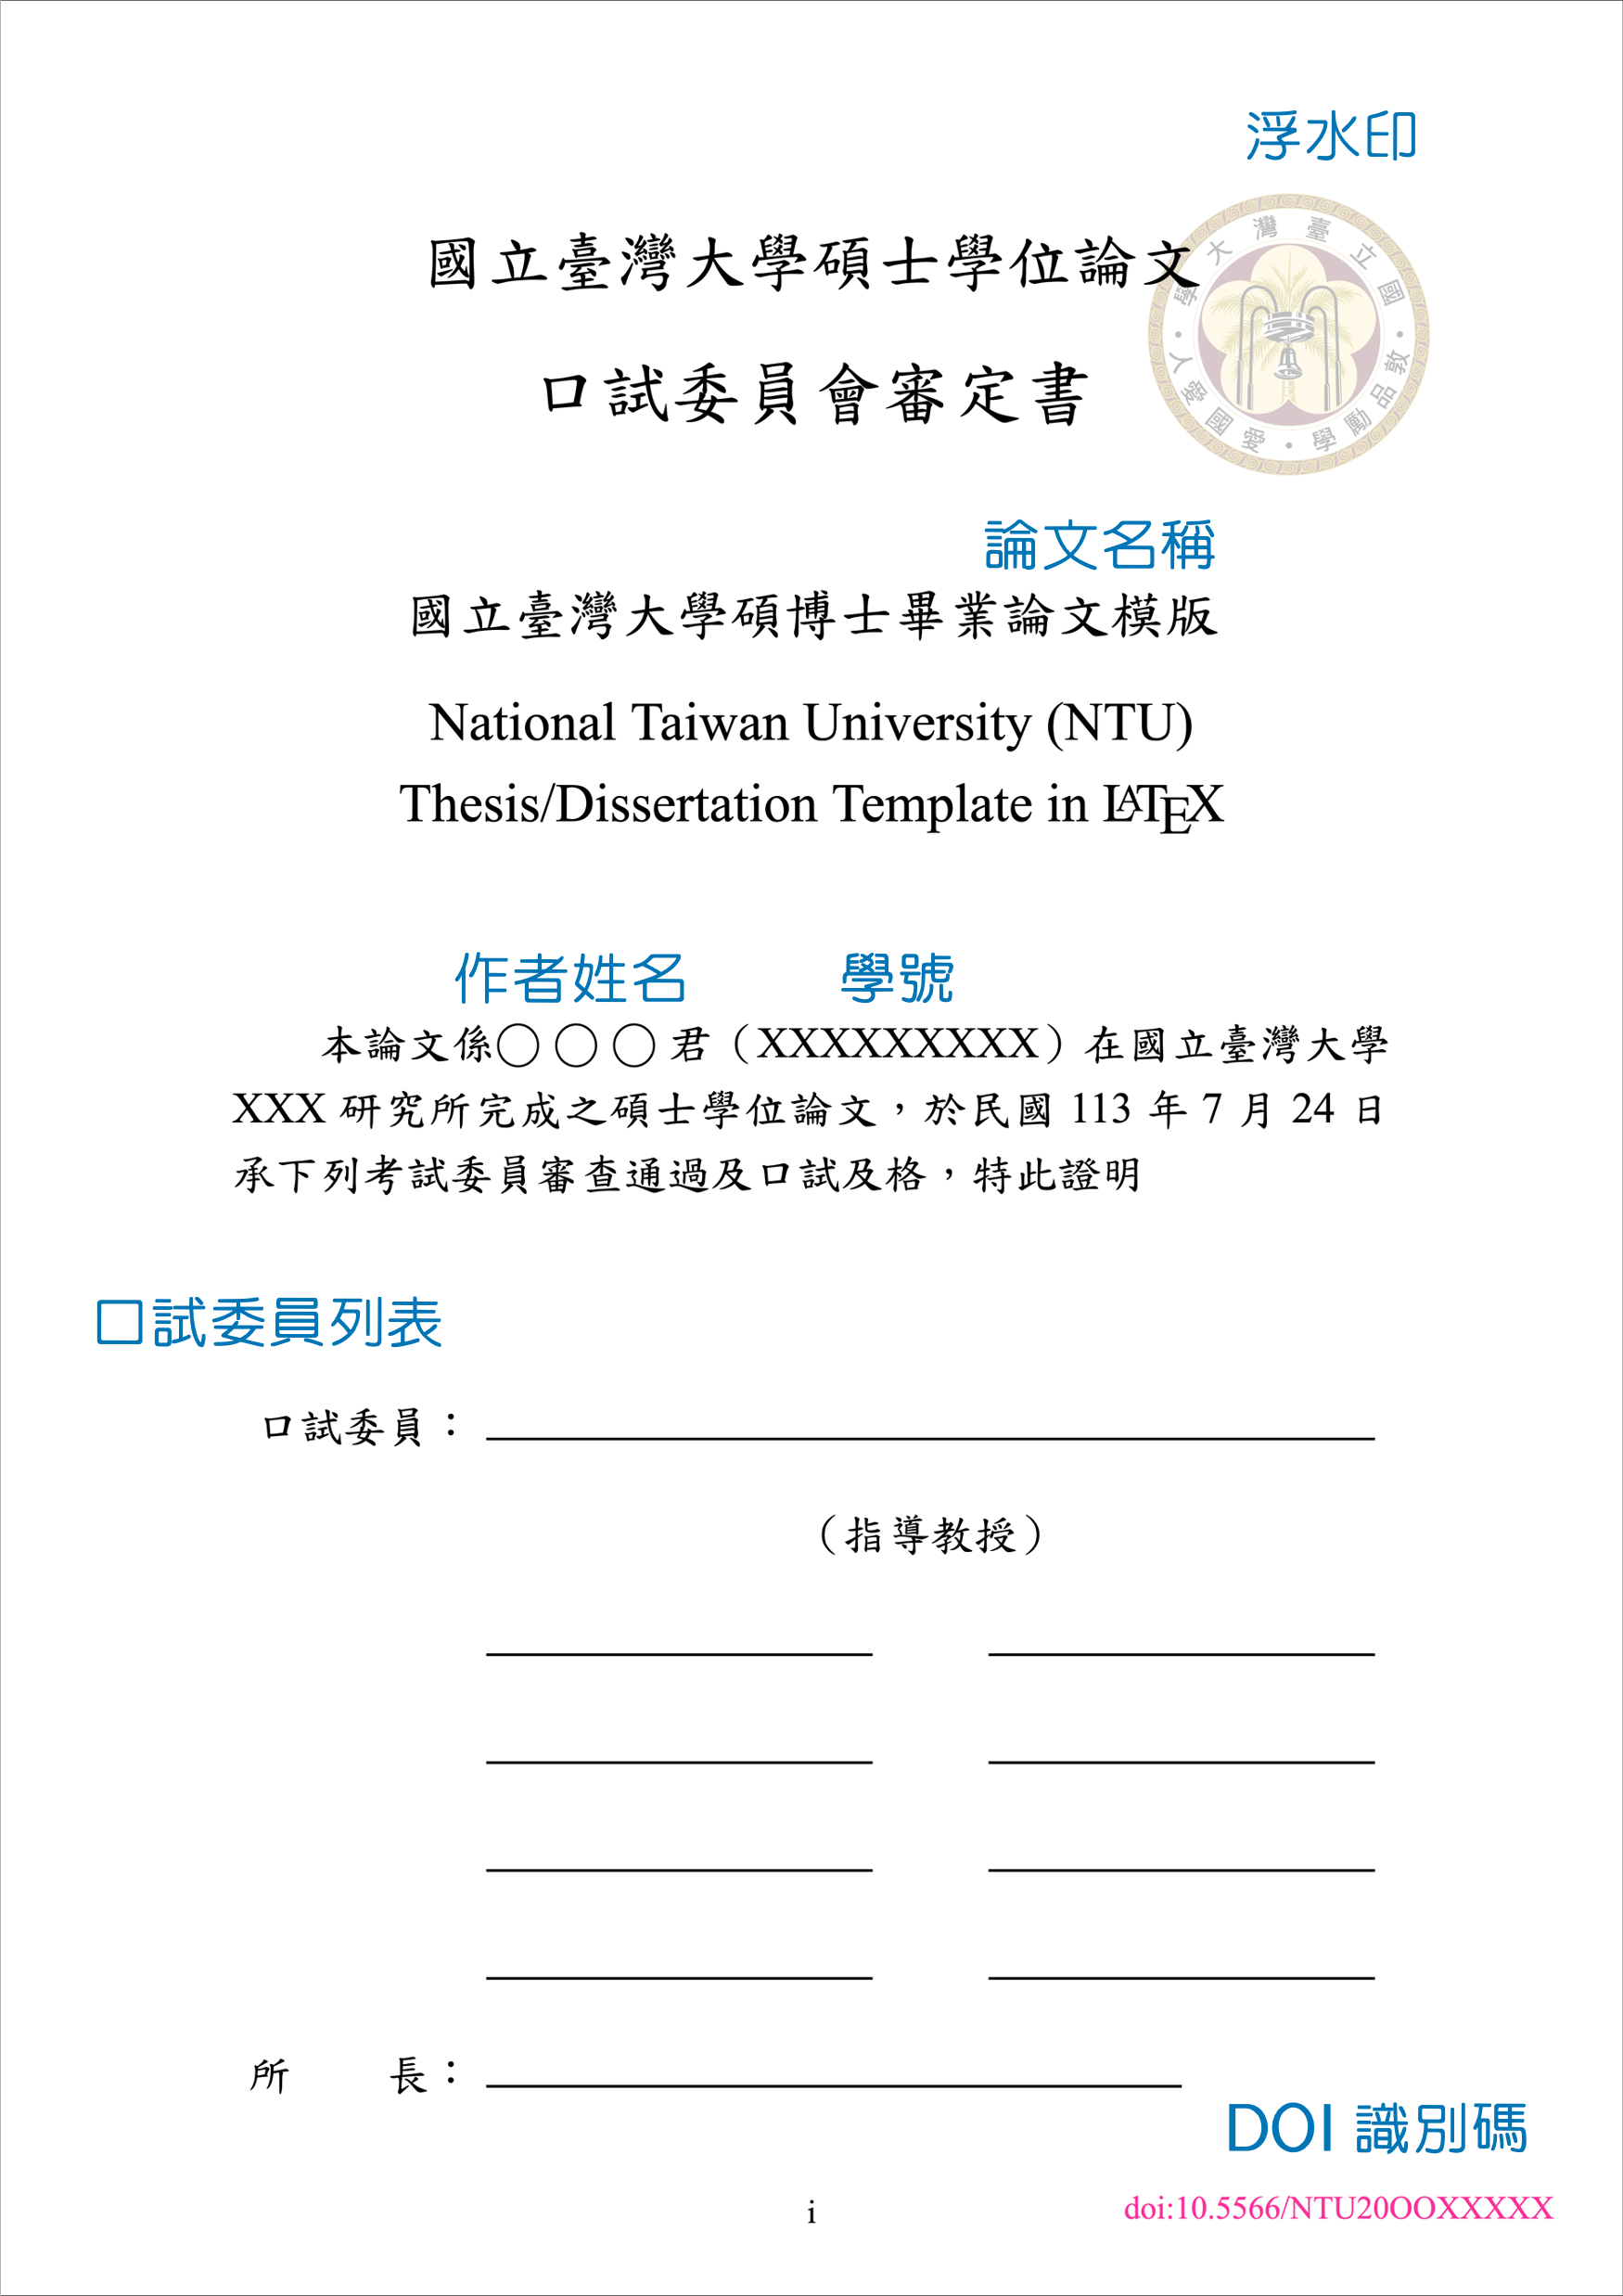 浮水印
國立臺灣大學碩士學位論文
口試委員會審定書
國立臺灣大學
敦品勵學・愛國愛人
論文名稱
國立臺灣大學碩博士畢業論文模版
National Taiwan University (NTU)
Thesis/Dissertation Template in LATEX
作者姓名 學號
本論文係○○○君（XXXXXXXXX）在國立臺灣大學
XXX 研究所完成之碩士學位論文，於民國 113 年 7 月 24 日
承下列考試委員審查通過及口試及格，特此證明
口試委員列表
口試委員：
（指導教授）
所 長：
DOI 識別碼
i
doi:10.5566/NTU20OOXXXXX